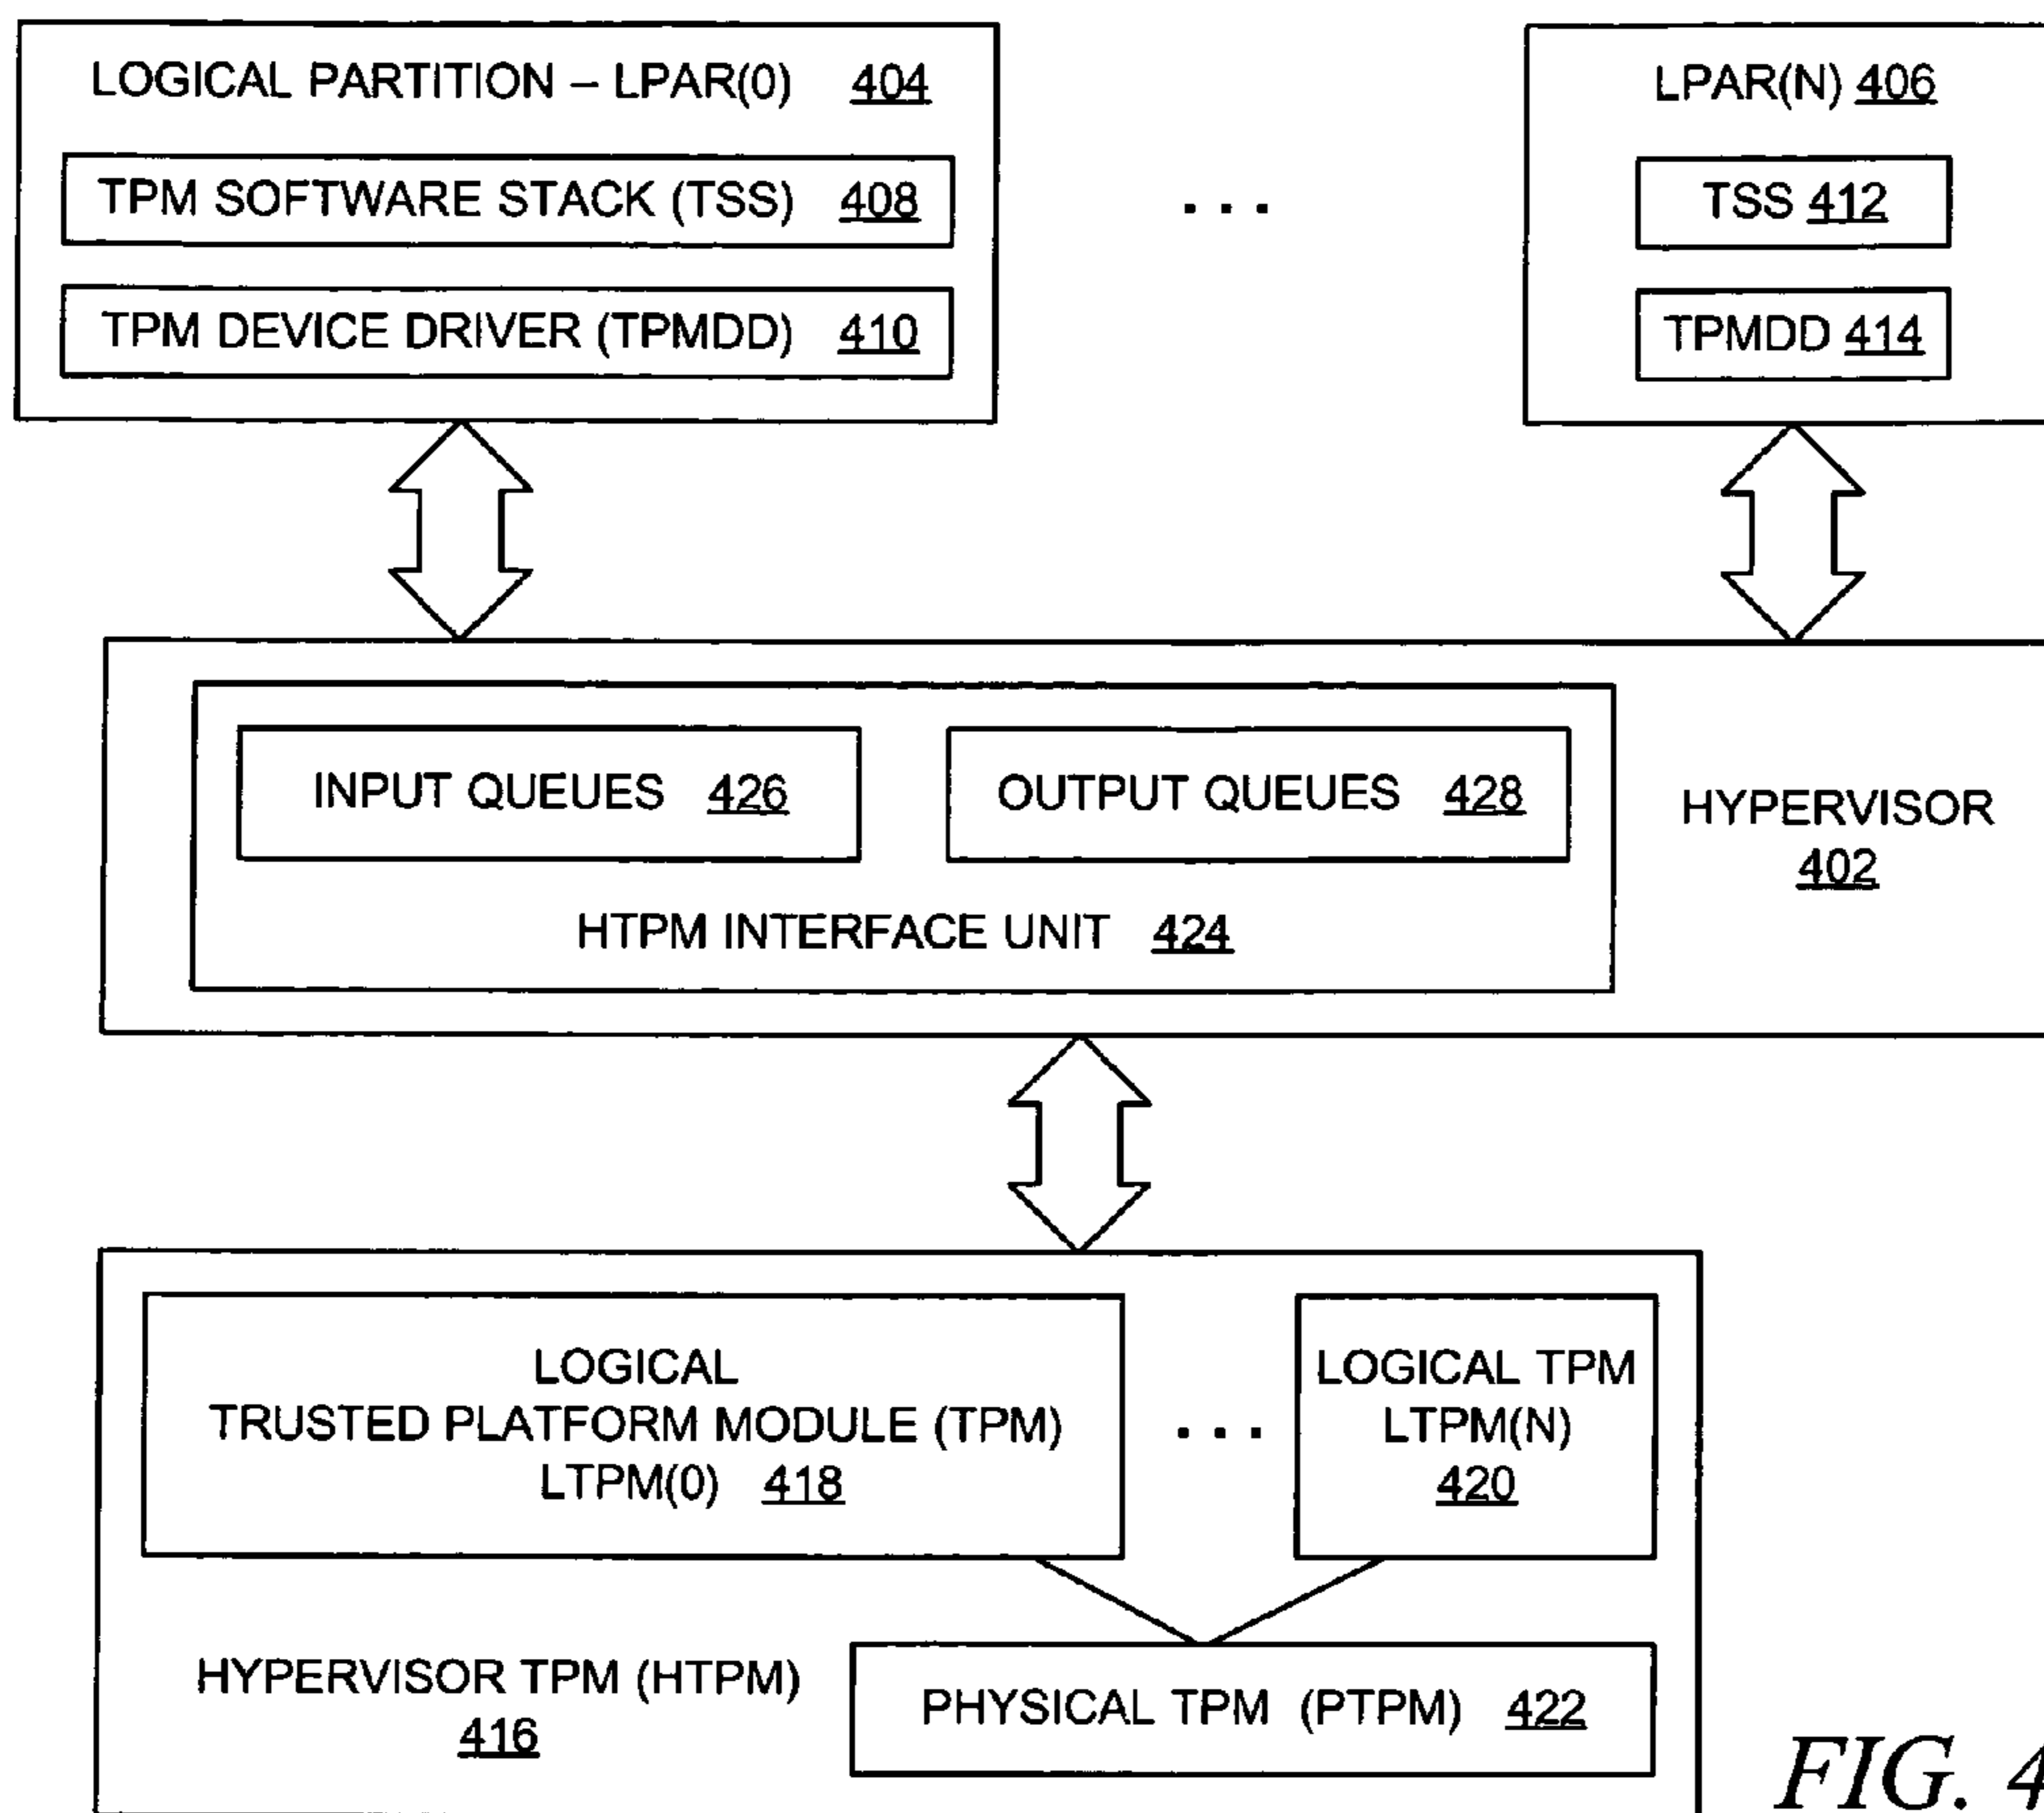 LOGICAL PARTITION – LPAR(0) 404
TPM SOFTWARE STACK (TSS) 408
TPM DEVICE DRIVER (TPMDD) 410
. . .
LPAR(N) 406
TSS 412
TPMDD 414
INPUT QUEUES 426
OUTPUT QUEUES 428
HTPM INTERFACE UNIT 424
HYPERVISOR
402
LOGICAL
TRUSTED PLATFORM MODULE (TPM)
LTPM(0) 418
. . .
LOGICAL TPM
LTPM(N)
420
HYPERVISOR TPM (HTPM)
416
PHYSICAL TPM (PTPM) 422
FIG. 4